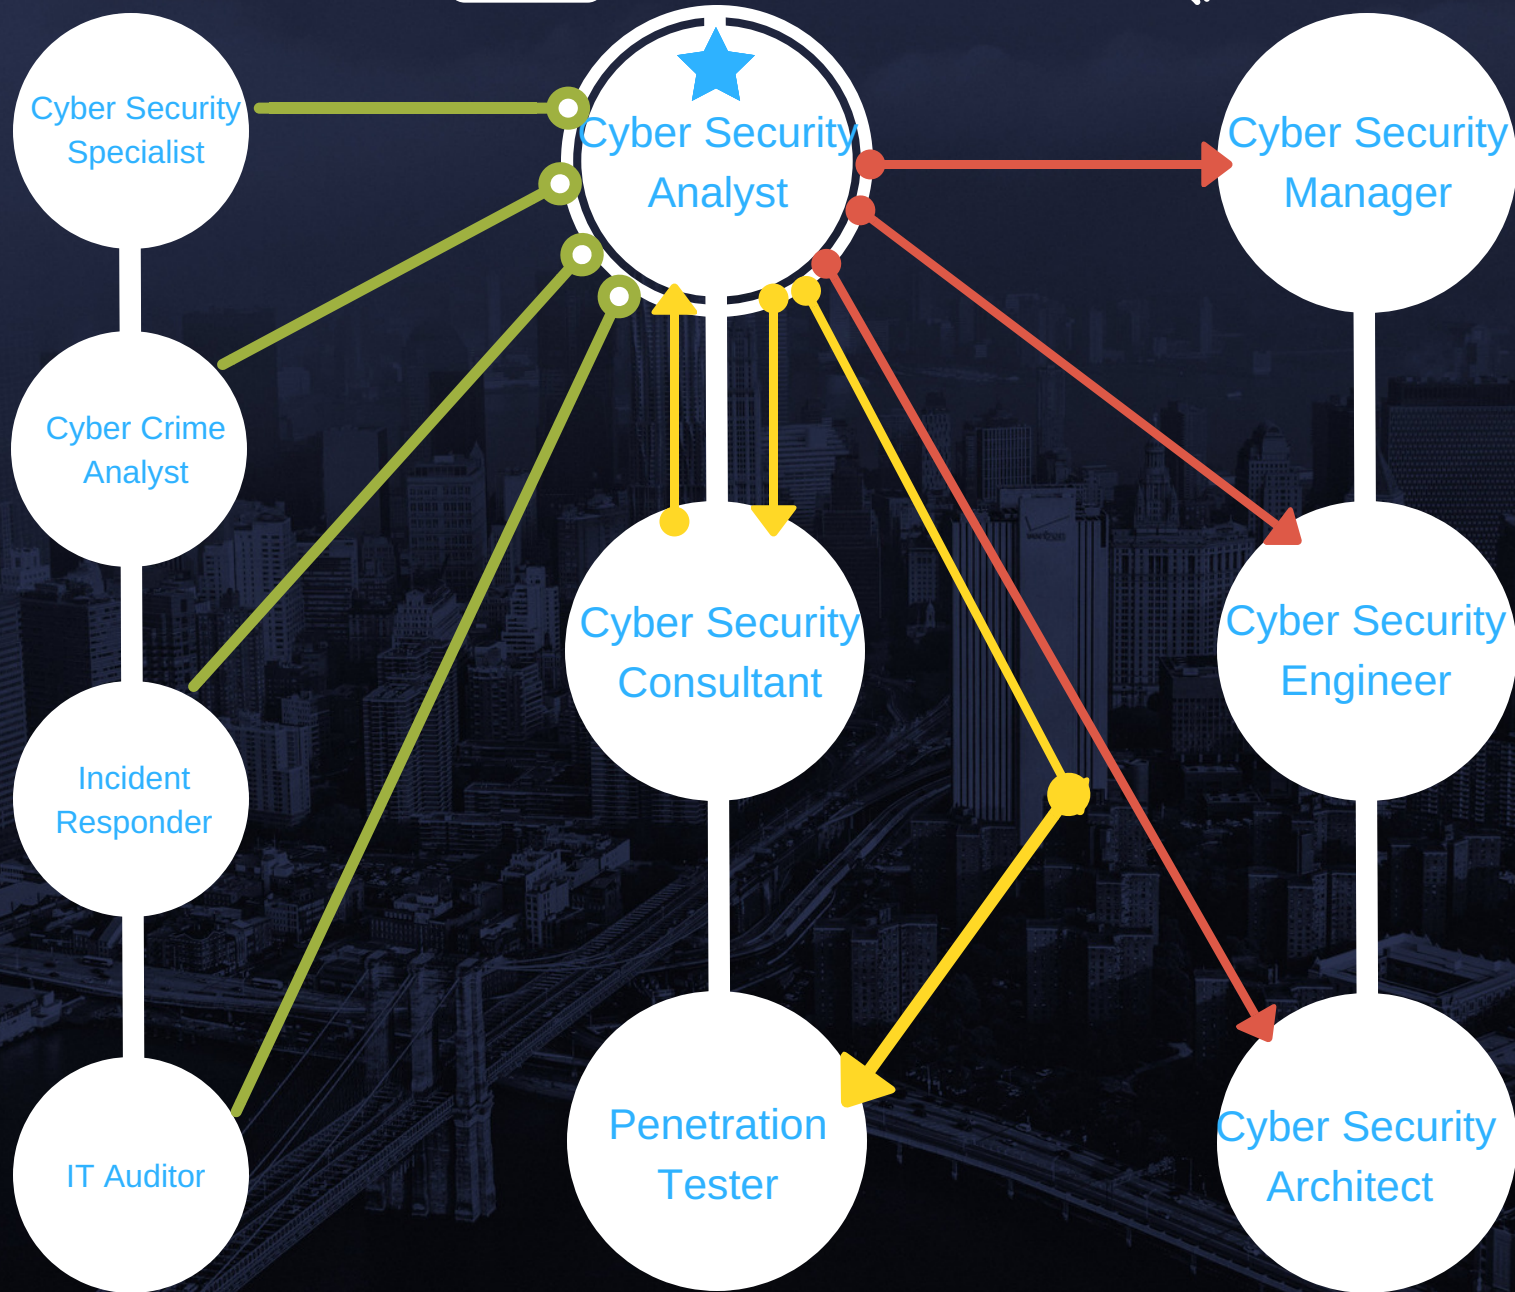 Cyber Security
Specialist
Cyber Crime
Analyst
Incident
Responder
IT Auditor
Cyber Security
Analyst
Cyber Security
Consultant
Penetration
Tester
Cyber Security
Manager
Cyber Security
Engineer
Cyber Security
Architect